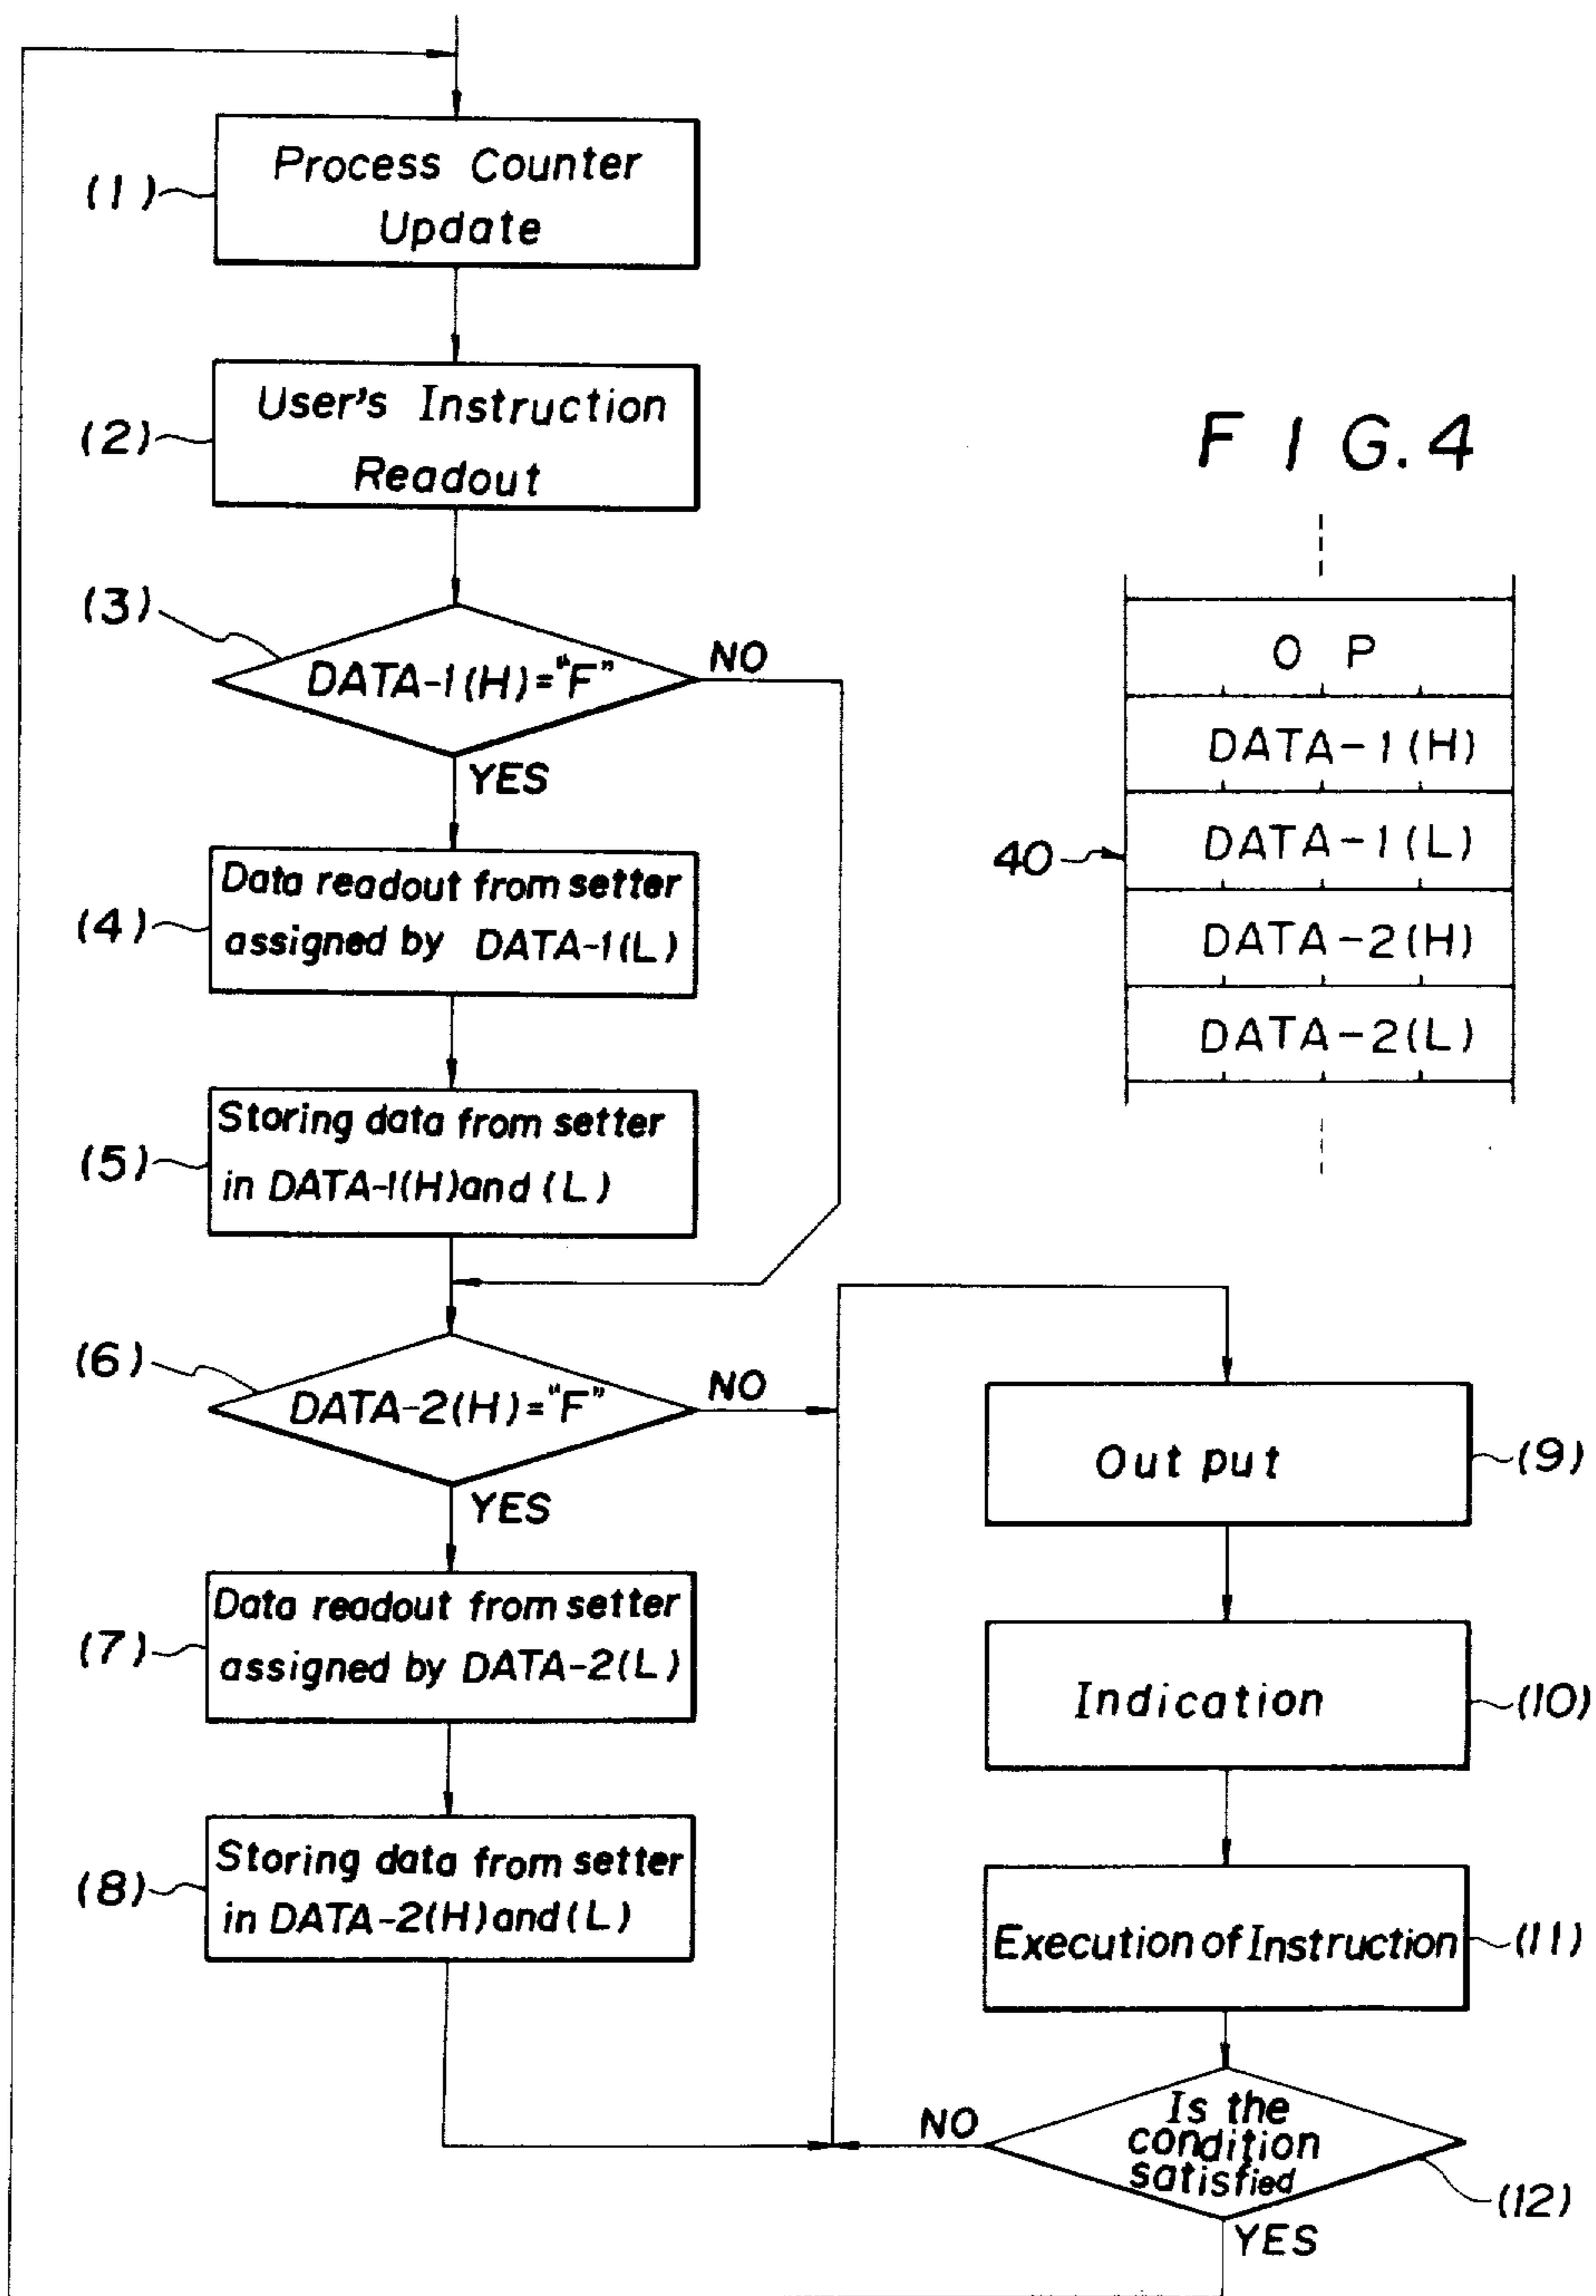 (1)
Process Counter
Update
(2)
User's Instruction
Readout
(3)
DATA-1(H)="F"
NO
YES
(4)
Data readout from setter
assigned by DATA-1(L)
(5)
Storing data from setter
in DATA-1(H)and (L)
(6)
DATA-2(H)="F"
NO
YES
(7)
Data readout from setter
assigned by DATA-2(L)
(8)
Storing data from setter
in DATA-2(H)and(L)
FIG.4
OP
DATA-1(H)
40
DATA-1(L)
DATA-2(H)
DATA-2(L)
Out put
(9)
Indication
(10)
Execution of Instruction
(11)
Is the
condition
satisfied
NO
(12)
YES